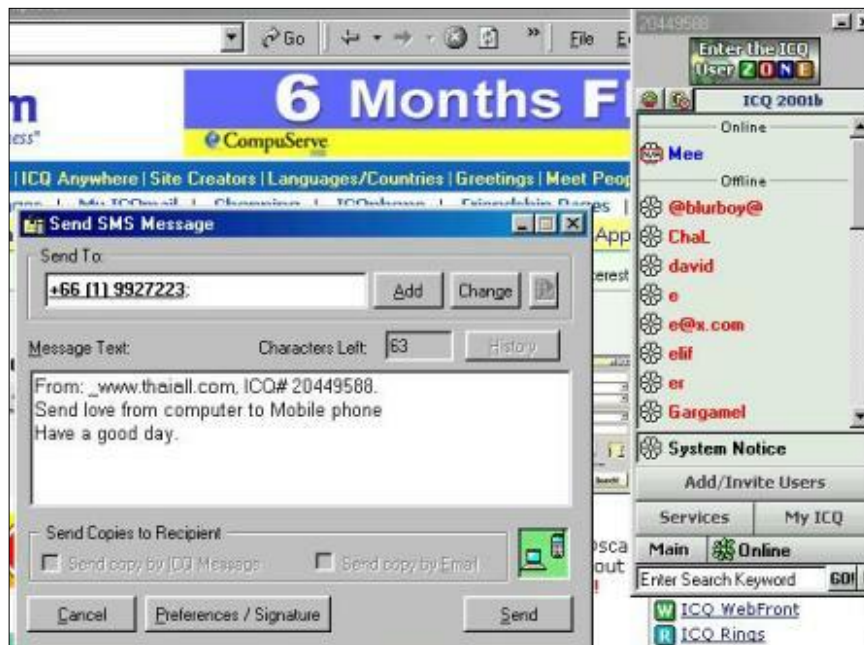 Go
File
6 Months
CompuServe
ICQ Anywhere | Site Creators | Languages/Countries | Greetings | Meet
Send SMS Message
Send To:
+66 (1) 9927223;
Add
Change
Message Text:
Characters Left:
63
History
From: _www.thaiall.com, ICQ# 20449588.
Send love from computer to Mobile phone
Have a good day.
Send Copies to Recipient
Send copy by ICQ Message
Send copy by Email
Cancel
Preferences / Signature
Send
20449588
Enter the ICQ
User ZONE
ICQ 2001b
Online
Mee
Offline
@blurboy@
ChaL
david
e
e@x.com
elif
er
Gargamel
System Notice
Add/Invite Users
Services
My ICQ
Main
Online
Enter Search Keyword
GO!
ICQ WebFront
ICQ Rings